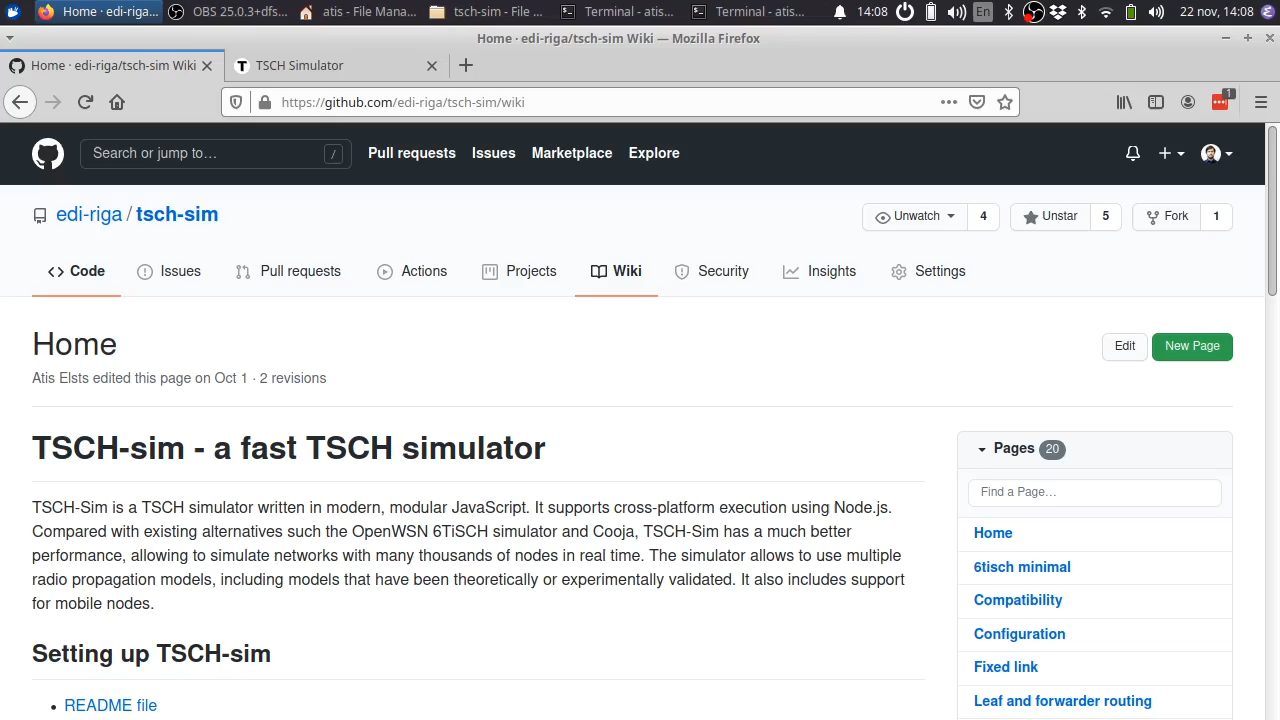 Home · edi-riga... OBS 25.0.3+dfs... atis - File Mana... tsch-sim - File ... Terminal - atis... Terminal - atis... 14:08 En 22 nov, 14:08
Home · edi-riga/tsch-sim Wiki — Mozilla Firefox
Home · edi-riga/tsch-sim Wiki TSCH Simulator
https://github.com/edi-riga/tsch-sim/wiki 1
Search or jump to… / Pull requests Issues Marketplace Explore
edi-riga / tsch-sim Unwatch 4 Unstar 5 Fork 1
Code Issues Pull requests Actions Projects Wiki Security Insights Settings
Home Edit New Page
Atis Elsts edited this page on Oct 1 · 2 revisions
TSCH-sim - a fast TSCH simulator
TSCH-Sim is a TSCH simulator written in modern, modular JavaScript. It supports cross-platform execution using Node.js.
Compared with existing alternatives such the OpenWSN 6TiSCH simulator and Cooja, TSCH-Sim has a much better
performance, allowing to simulate networks with many thousands of nodes in real time. The simulator allows to use multiple
radio propagation models, including models that have been theoretically or experimentally validated. It also includes support
for mobile nodes.
Setting up TSCH-sim
• README file
Pages 20
Find a Page…
Home
6tisch minimal
Compatibility
Configuration
Fixed link
Leaf and forwarder routing